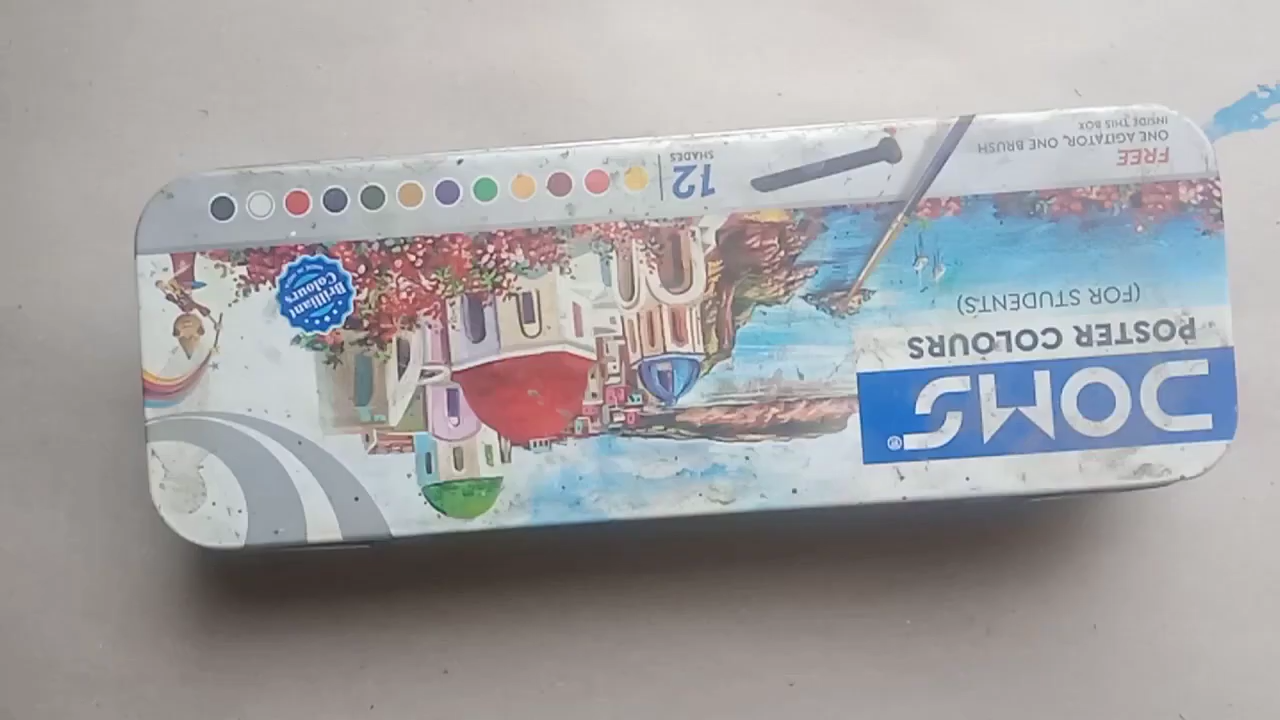 DOMS®
POSTER COLOURS
(FOR STUDENTS)
FREE
ONE AGITATOR, ONE BRUSH
INSIDE THIS BOX
12
SHADES
Brilliant
Colours